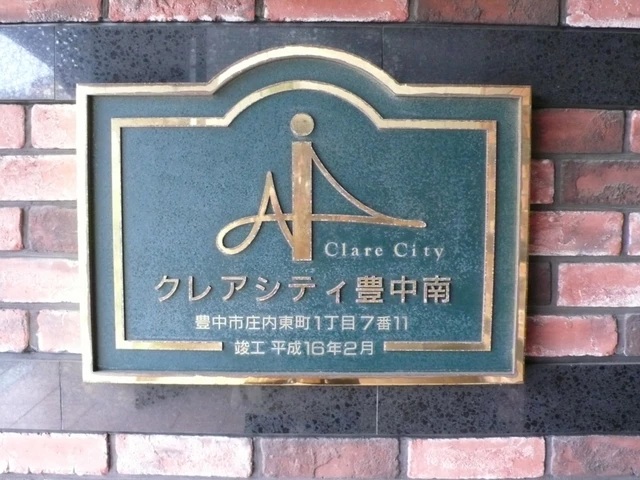 Clare City
クレアシティ豊中南
豊中市庄内東町1丁目7番11
竣工 平成16年2月